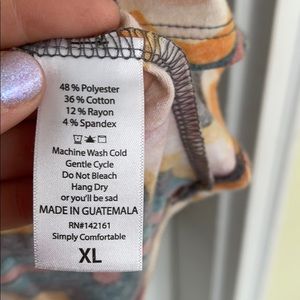 48 % Polyester
36 % Cotton
12 % Rayon
4 % Spandex
Machine Wash Cold
Gentle Cycle
Do Not Bleach
Hang Dry
or you'll be sad
MADE IN GUATEMALA
RN#142161
Simply Comfortable
XL